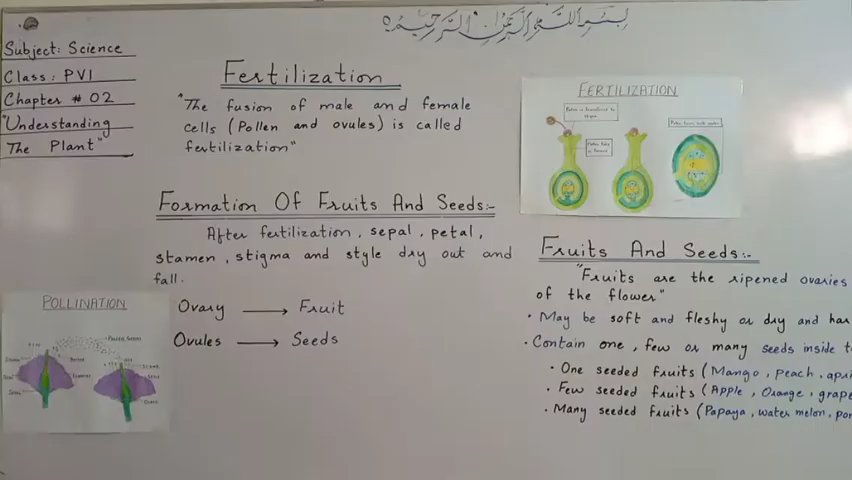 بسم اللہ الرحمن الرحیم
Subject: Science
Class: PVI
Chapter # 02
"Understanding
The Plant"
Fertilization
"The fusion of male and female
cells (Pollen and ovules) is called
fertilization"
Formation Of Fruits And Seeds:-
After fertilization, sepal, petal,
stamen, stigma and style dry out and
fall.
Ovary → Fruit
Ovules → Seeds
POLLINATION
FERTILIZATION
Fruits And Seeds:-
"Fruits are the ripened ovaries
of the flower"
• May be soft and fleshy or dry and har
• Contain one, few or many seeds inside t
• One seeded fruits (Mango, peach, apri
• Few seeded fruits (Apple, Orange, grape
• Many seeded fruits (Papaya, water melon, po